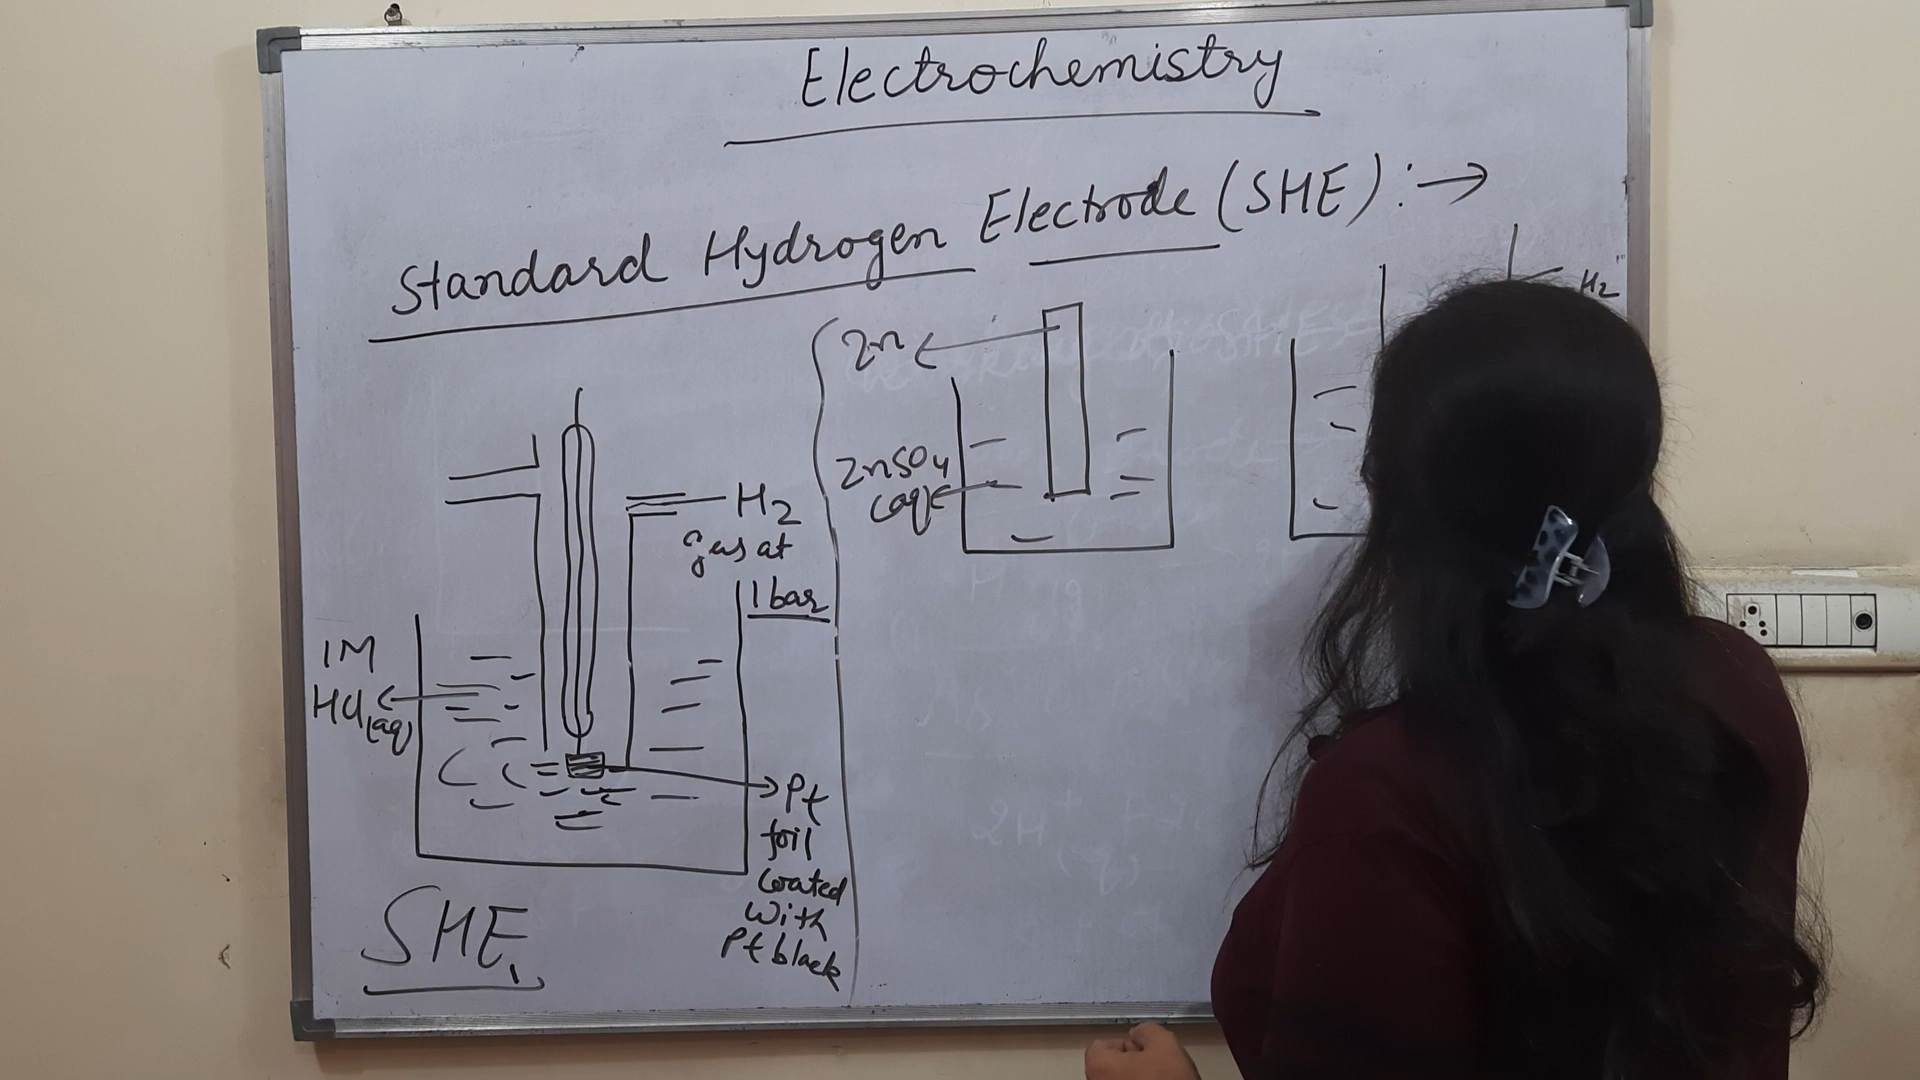 Electrochemistry
Standard Hydrogen Electrode (SHE) :→
H2
Zn
ZnSO4
(aq)
H2
gas at
1 bar
1M
HCl(aq)
Pt
foil
coated
with
Pt black
SHE